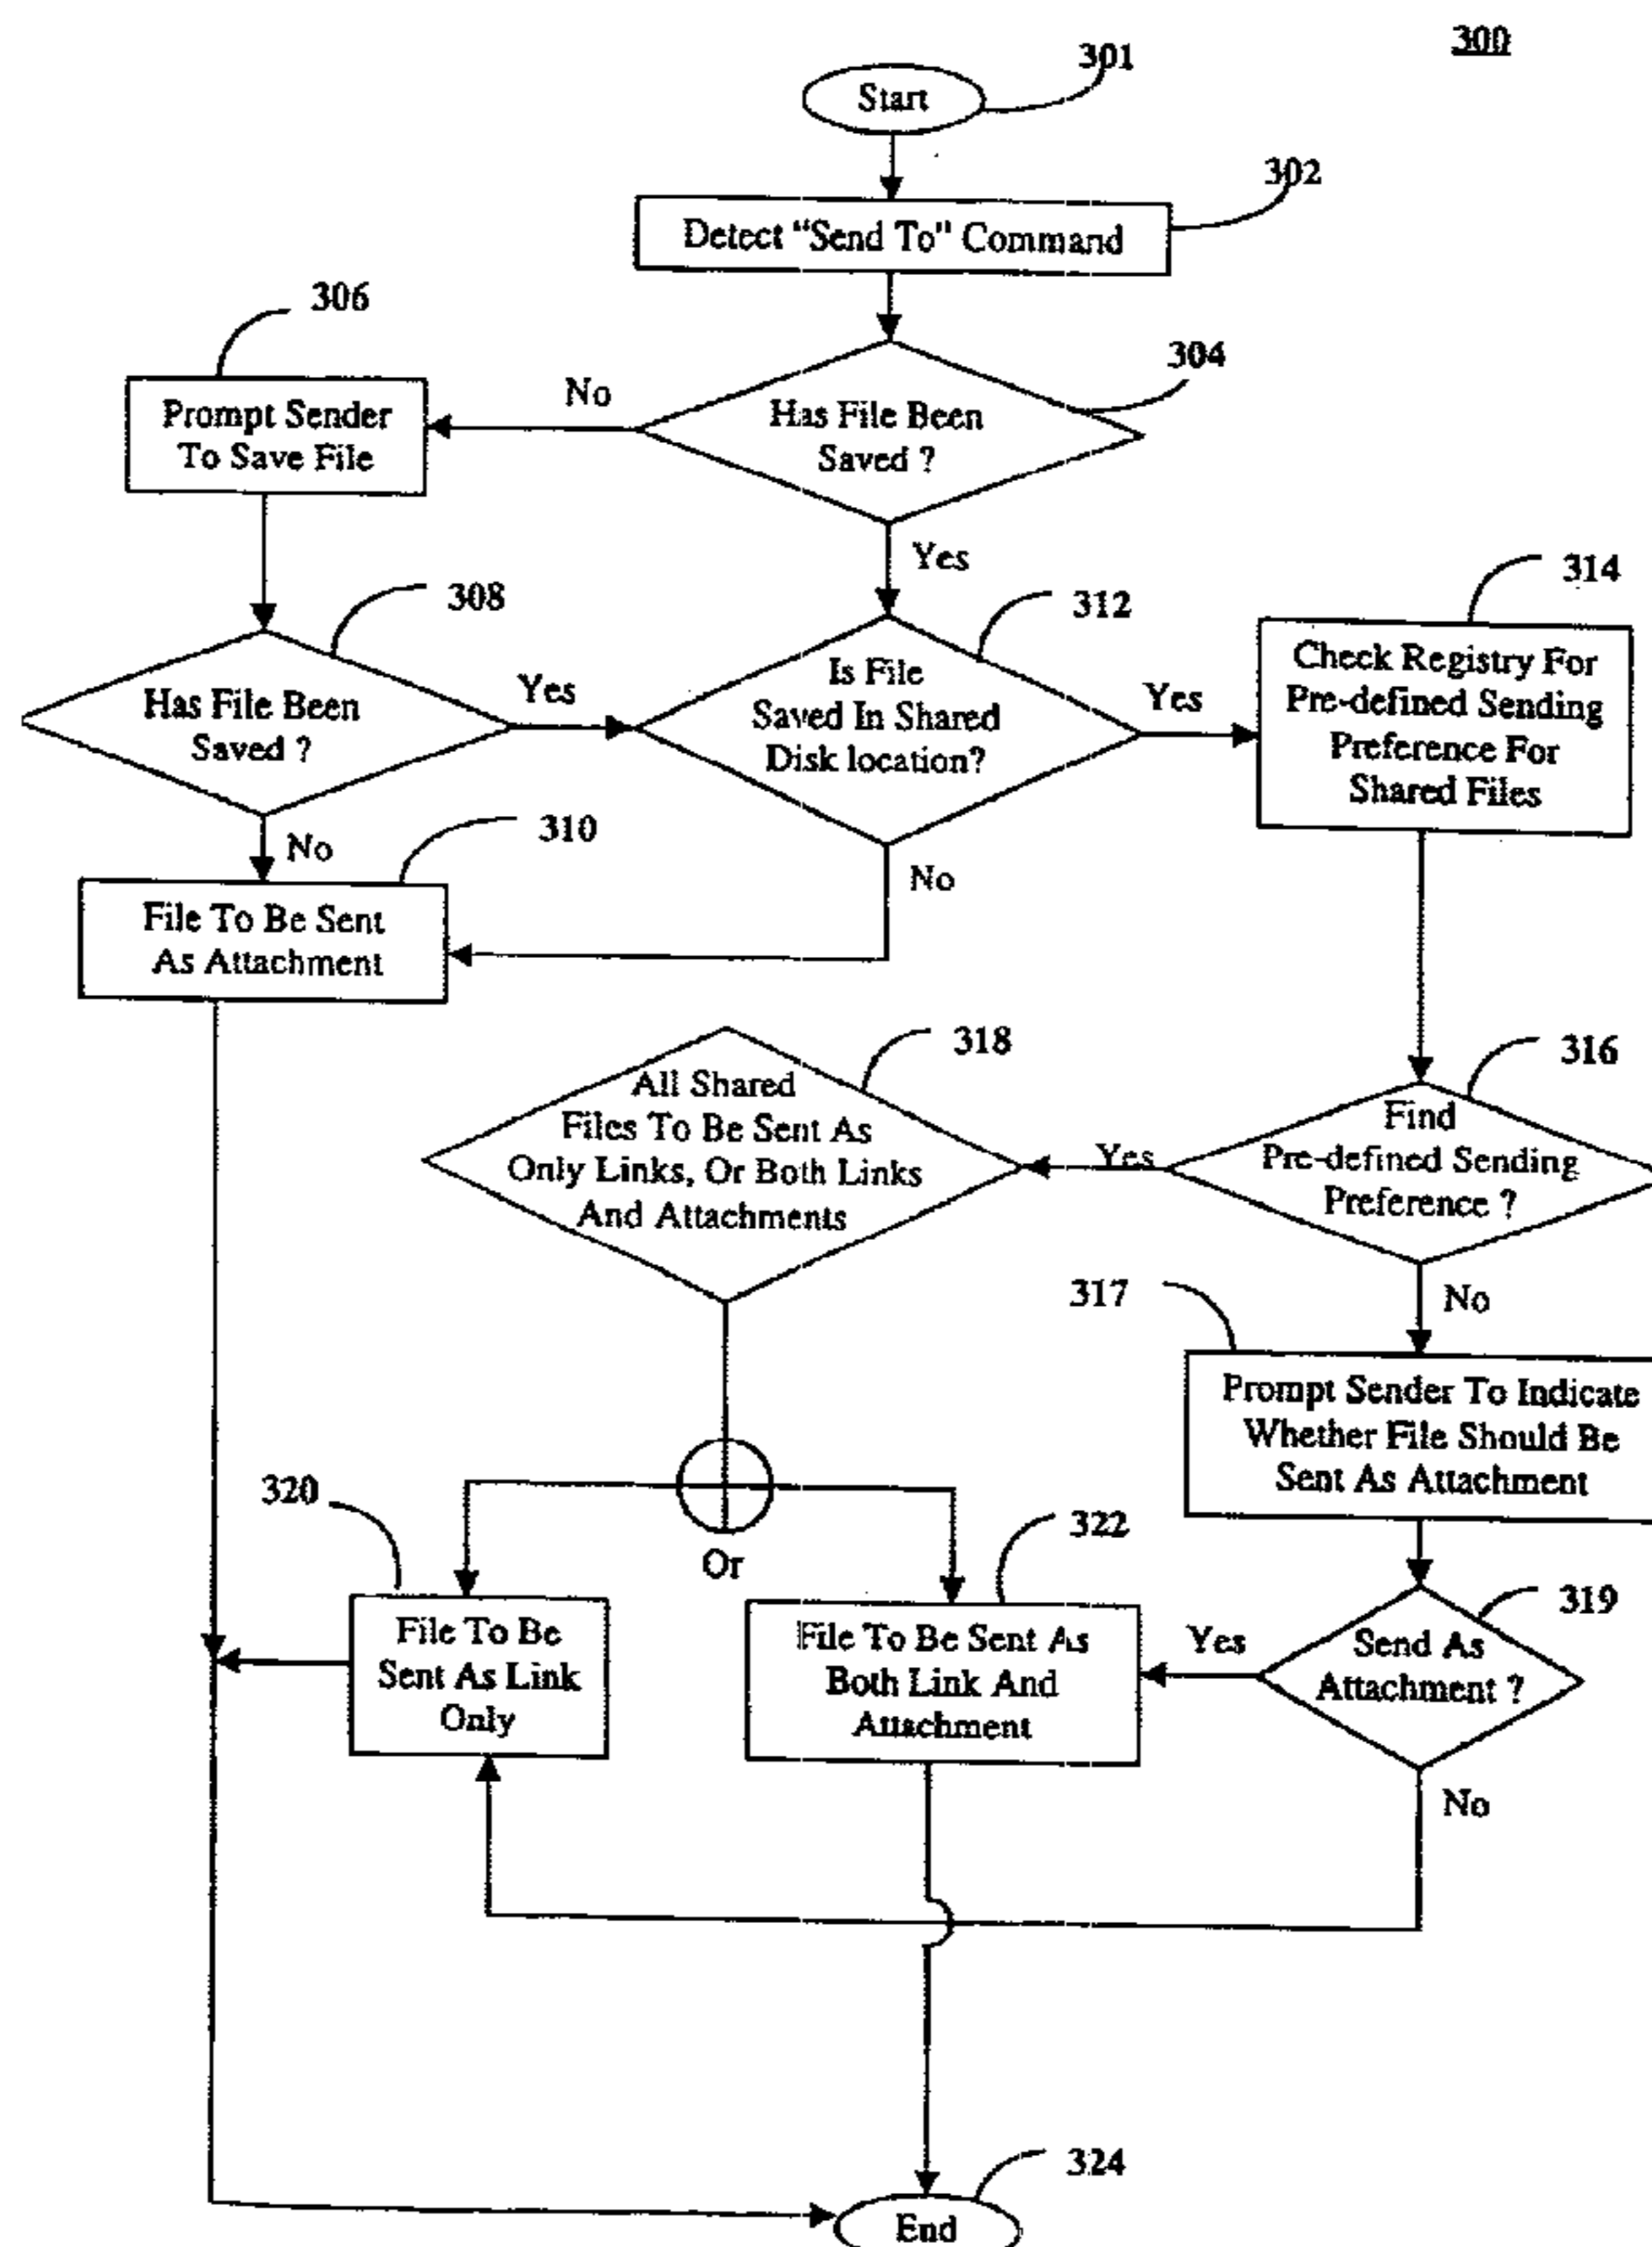 300
301
Start
302
Detect “Send To” Command
306
304
Prompt Sender
To Save File
No
Has File Been
Saved ?
Yes
308
312
314
Has File Been
Saved ?
Yes
Is File
Saved In Shared
Disk location?
Yes
Check Registry For
Pre-defined Sending
Preference For
Shared Files
No
310
No
File To Be Sent
As Attachment
318
316
All Shared
Files To Be Sent As
Only Links, Or Both Links
And Attachments
Yes
Find
Pre-defined Sending
Preference ?
317
No
Prompt Sender To Indicate
Whether File Should Be
Sent As Attachment
320
Or
322
319
File To Be
Sent As Link
Only
File To Be Sent As
Both Link And
Attachment
Yes
Send As
Attachment ?
No
324
End